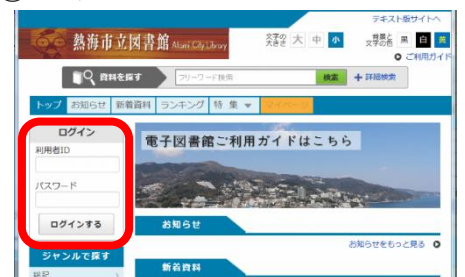 テキスト版サイトへ
熱海市立図書館 Atami City Library
文字の大きさ 大 中 小 背景と文字の色 黒 白 黄
ご利用ガイド
資料を探す フリーワード検索 検索 + 詳細検索
トップ お知らせ 新着資料 ランキング 特 集 ▼ マイページ
ログイン
利用者ID
パスワード
ログインする
ジャンルで探す
総記
電子図書館ご利用ガイドはこちら
お知らせ
お知らせをもっと見る
新着資料